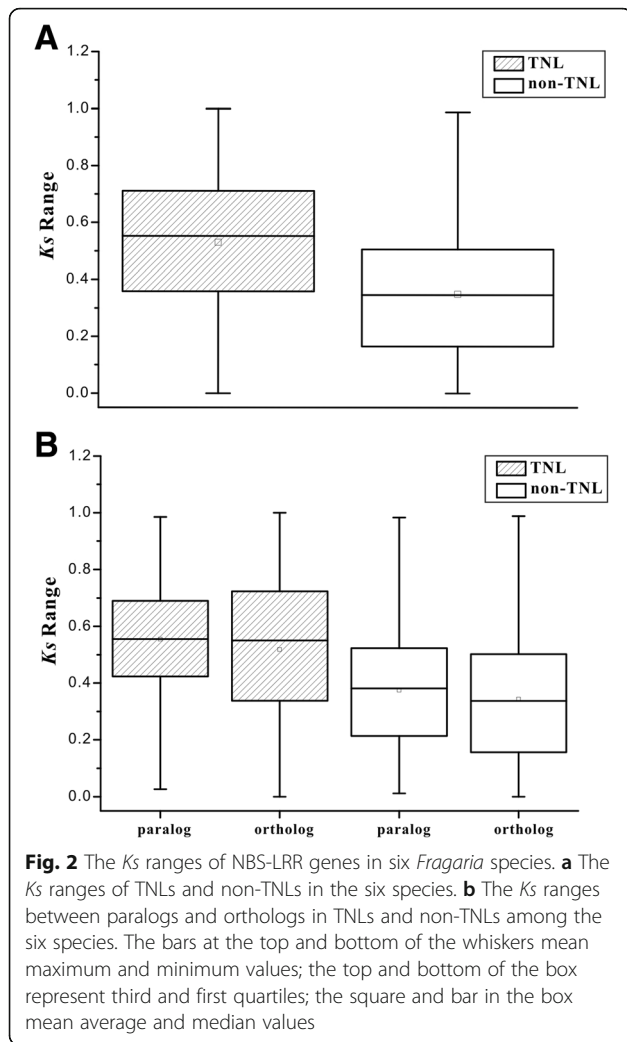 A
1.2
1.0
0.8
0.6
0.4
0.2
0.0
Ks Range
TNL
non-TNL
B
1.2
1.0
0.8
0.6
0.4
0.2
0.0
Ks Range
TNL
non-TNL
paralog ortholog paralog ortholog
Fig. 2 The Ks ranges of NBS-LRR genes in six Fragaria species. a The
Ks ranges of TNLs and non-TNLs in the six species. b The Ks ranges
between paralogs and orthologs in TNLs and non-TNLs among the
six species. The bars at the top and bottom of the whiskers mean
maximum and minimum values; the top and bottom of the box
represent third and first quartiles; the square and bar in the box
mean average and median values